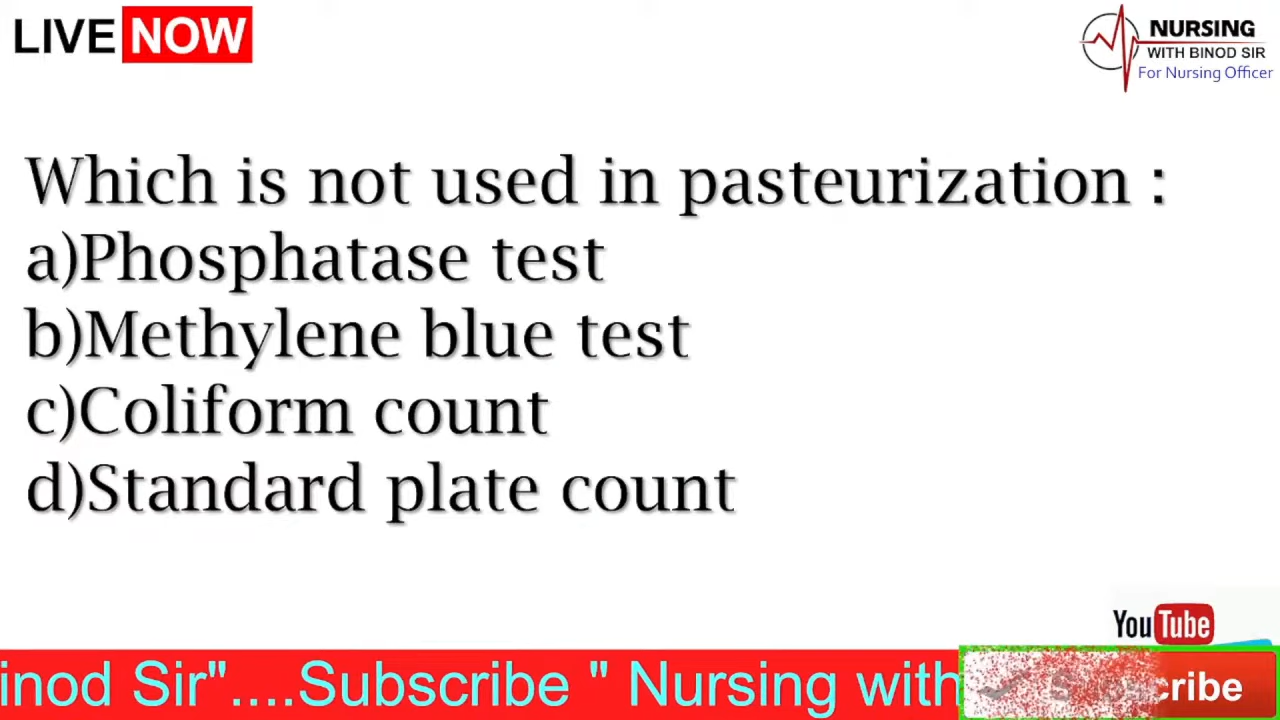 LIVE NOW
NURSING
WITH BINOD SIR
For Nursing Officer
Which is not used in pasteurization :
a)Phosphatase test
b)Methylene blue test
c)Coliform count
d)Standard plate count
YouTube
inod Sir"....Subscribe " Nursing with